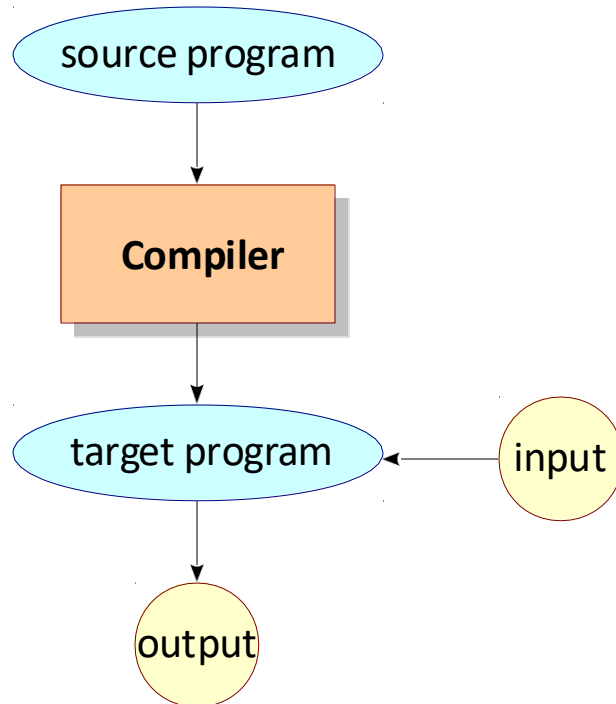 source program
Compiler
target program
input
output